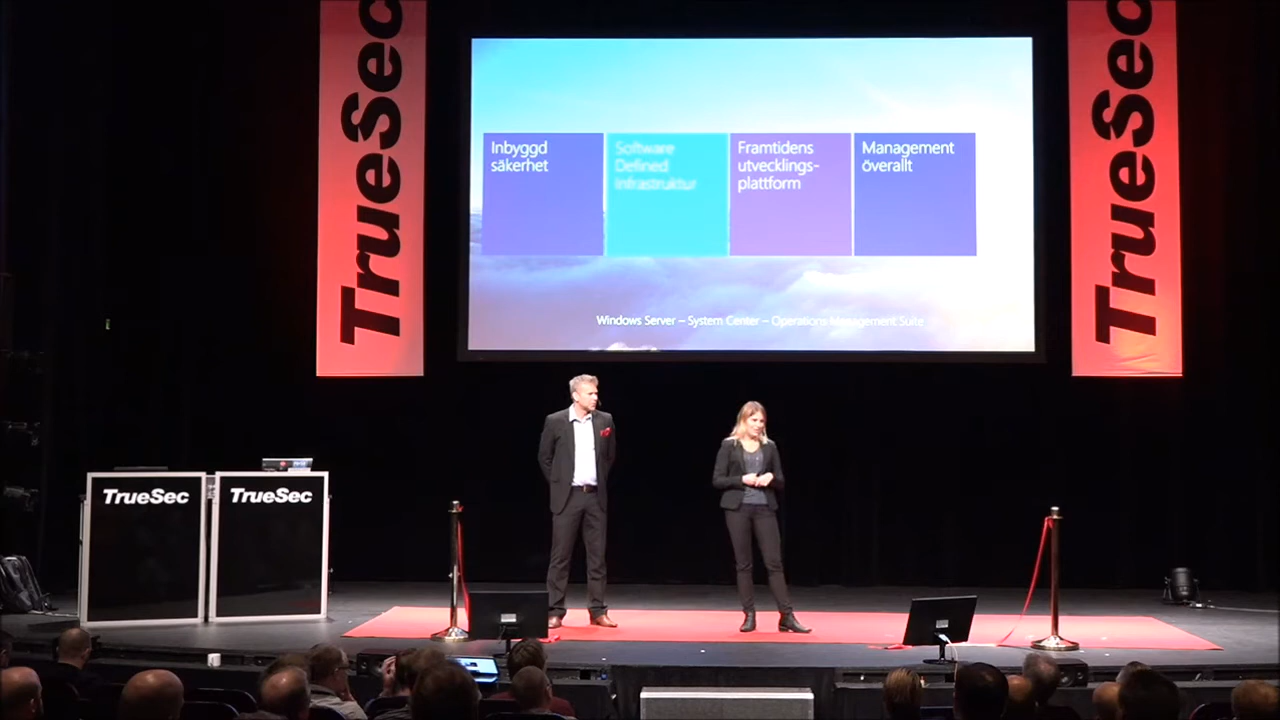 TrueSec
TrueSec
Inbyggd
säkerhet
Software
Defined
Infrastruktur
Framtidens
utvecklings-
plattform
Management
överallt
Windows Server – System Center – Operations Management Suite
TrueSec
TrueSec